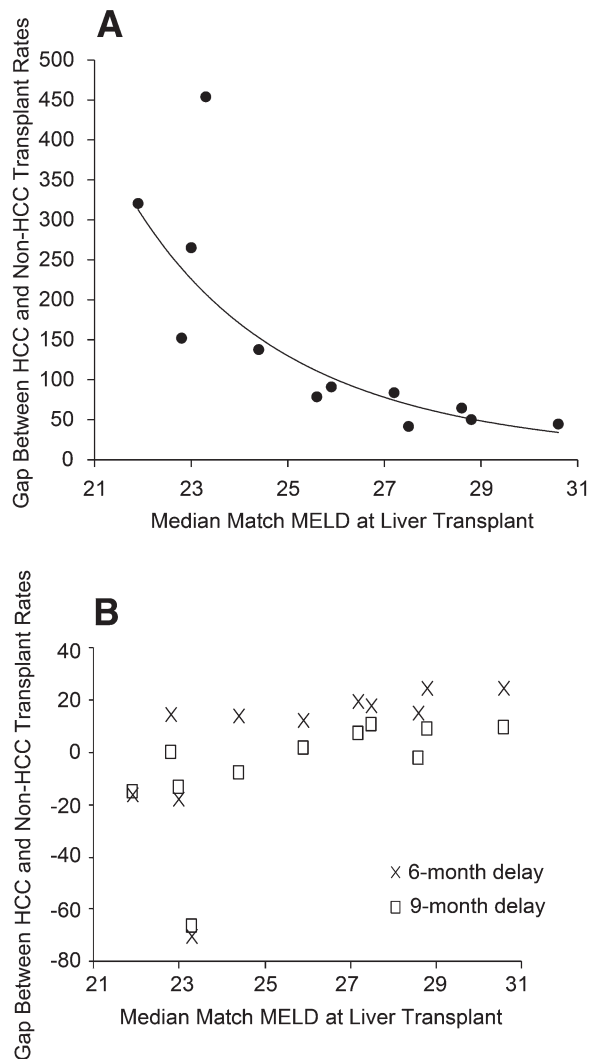 A
Gap Between HCC and Non-HCC Transplant Rates
500
450
400
350
300
250
200
150
100
50
0
21 23 25 27 29 31
Median Match MELD at Liver Transplant
B
Gap Between HCC and Non-HCC Transplant Rates
40
20
0
-20
-40
-60
-80
6-month delay
9-month delay
21 23 25 27 29 31
Median Match MELD at Liver Transplant